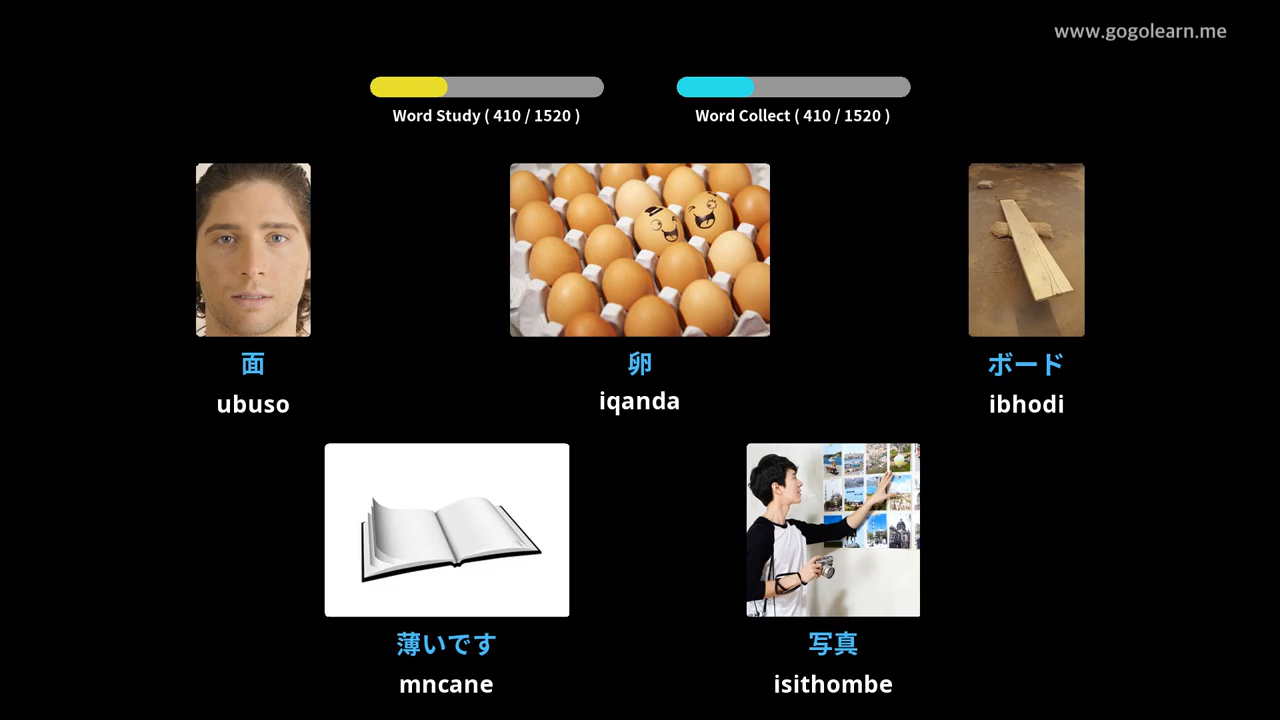 www.gogolearn.me
Word Study ( 410 / 1520 )
Word Collect ( 410 / 1520 )
面
ubuso
卵
iqanda
ボード
ibhodi
薄いです
mncane
写真
isithombe